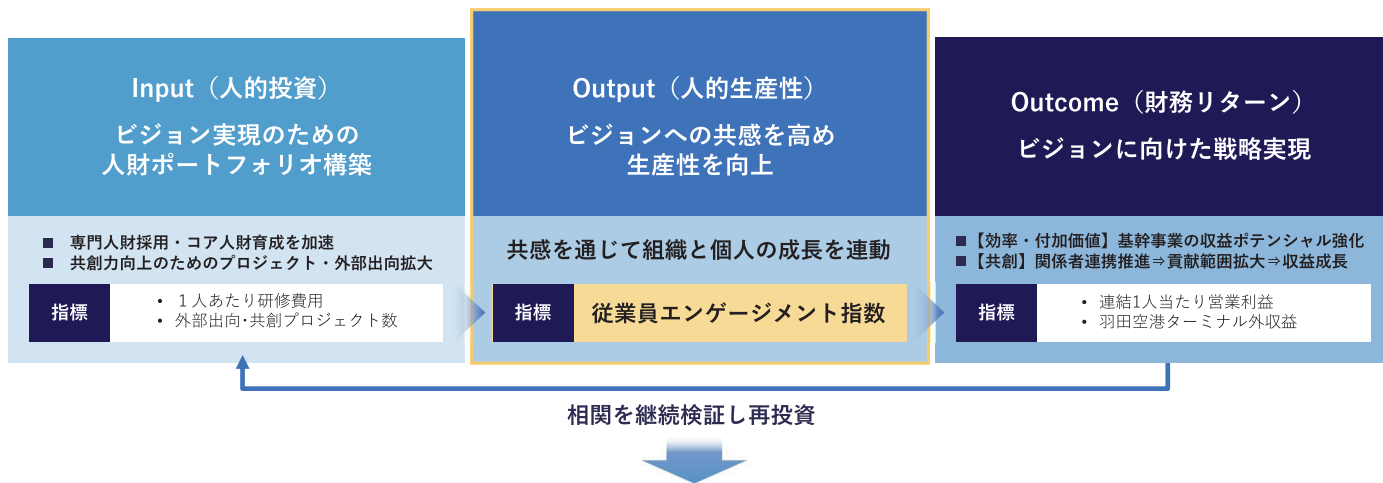 Input（人的投資）
ビジョン実現のための
人財ポートフォリオ構築
■ 専門人財採用・コア人財育成を加速
■ 共創力向上のためのプロジェクト・外部出向拡大
指標
• １人あたり研修費用
• 外部出向･共創プロジェクト数
Output（人的生産性）
ビジョンへの共感を高め
生産性を向上
共感を通じて組織と個人の成長を連動
指標
従業員エンゲージメント指数
Outcome（財務リターン）
ビジョンに向けた戦略実現
■【効率・付加価値】基幹事業の収益ポテンシャル強化
■【共創】関係者連携推進⇒貢献範囲拡大⇒収益成長
指標
• 連結1人当たり営業利益
• 羽田空港ターミナル外収益
相関を継続検証し再投資